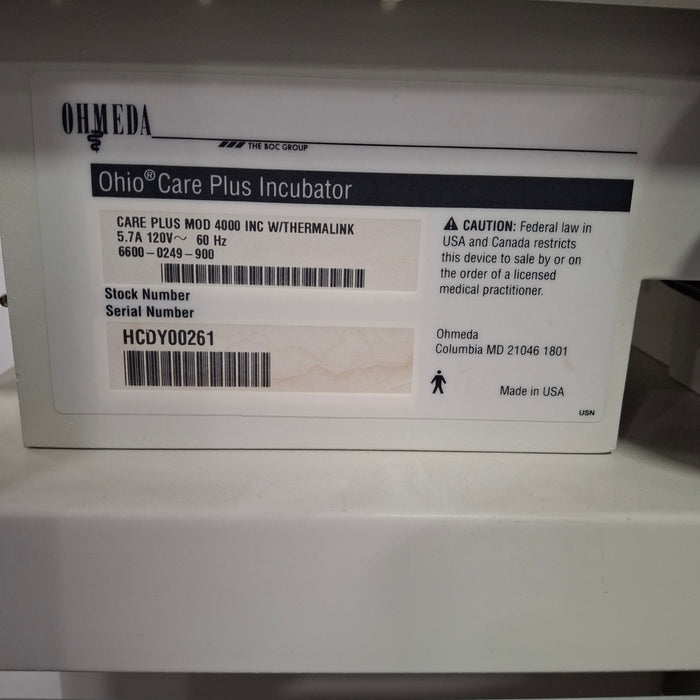 OHMEDA
THE BOC GROUP
Ohio® Care Plus Incubator
CARE PLUS MOD 4000 INC W/THERMALINK
5.7A 120V~ 60 Hz
6600-0249-900
Stock Number
Serial Number
HCDY00261
⚠ CAUTION: Federal law in
USA and Canada restricts
this device to sale by or on
the order of a licensed
medical practitioner.
Ohmeda
Columbia MD 21046 1801
Made in USA
USN